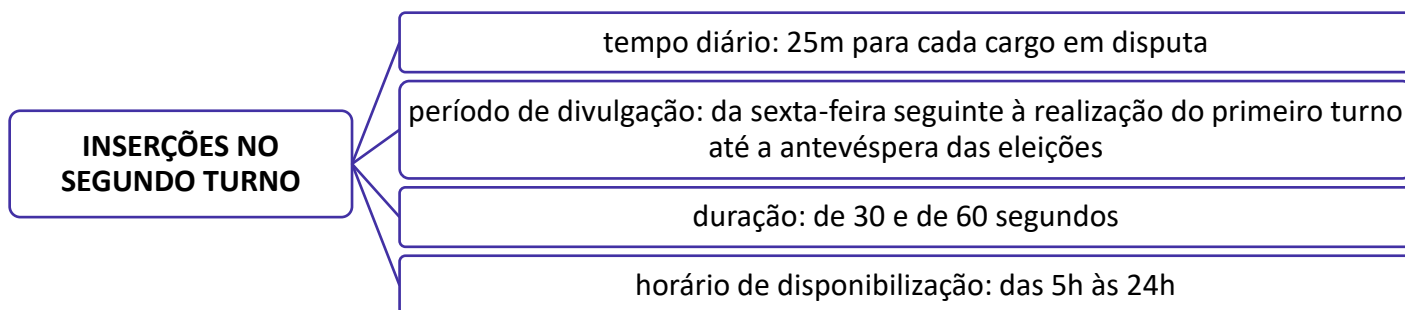 INSERÇÕES NO
SEGUNDO TURNO
tempo diário: 25m para cada cargo em disputa
período de divulgação: da sexta-feira seguinte à realização do primeiro turno
até a antevéspera das eleições
duração: de 30 e de 60 segundos
horário de disponibilização: das 5h às 24h